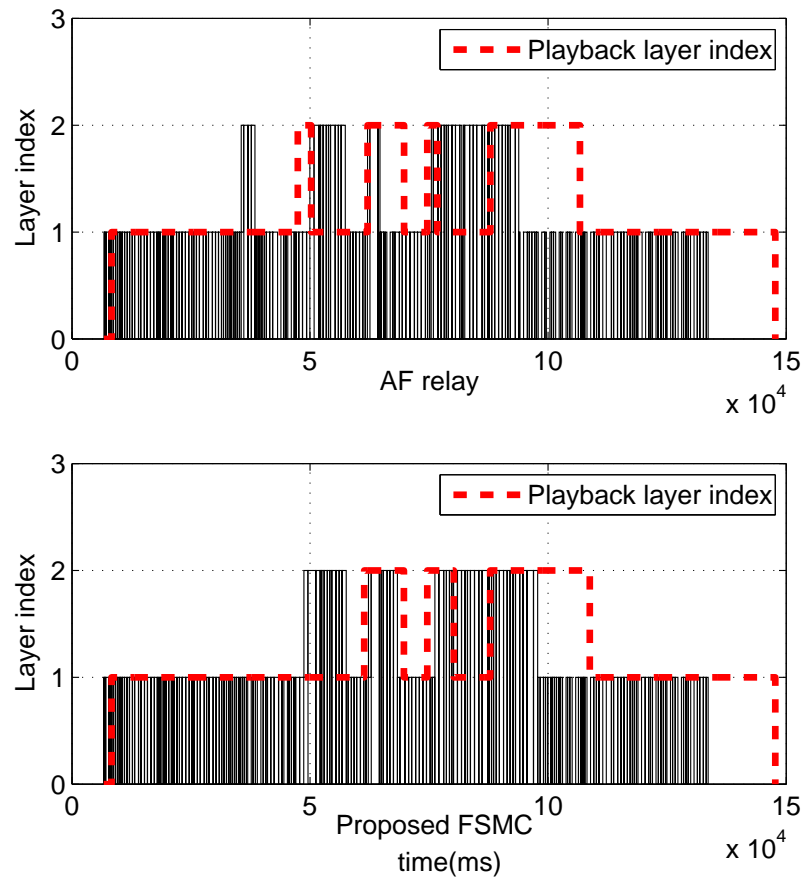 3
2
1
0
Layer index
Playback layer index
0 5 10 15
AF relay
x 10^4
3
2
1
0
Layer index
Playback layer index
0 5 10 15
Proposed FSMC
x 10^4
time(ms)